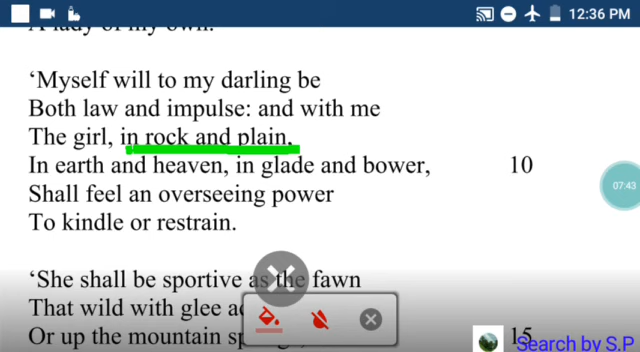 12:36 PM
A lady of my own.
‘Myself will to my darling be
Both law and impulse: and with me
The girl, in rock and plain,
In earth and heaven, in glade and bower, 10
Shall feel an overseeing power
To kindle or restrain.
07:43
‘She shall be sportive as the fawn
That wild with glee
Or up the mountain 15
Search by S.P